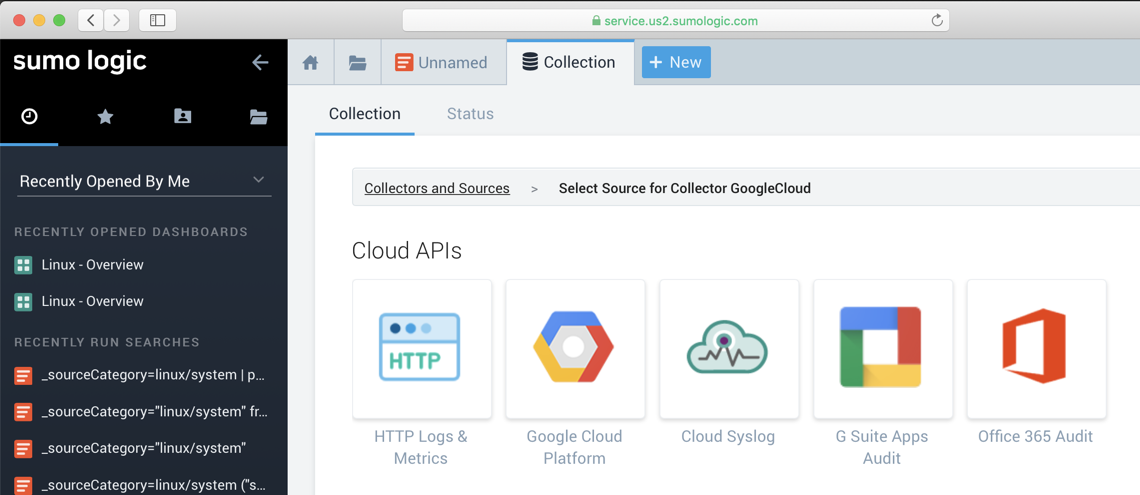 service.us2.sumologic.com
sumo logic
Unnamed
Collection
+ New
Collection
Status
Recently Opened By Me
Collectors and Sources > Select Source for Collector GoogleCloud
RECENTLY OPENED DASHBOARDS
Linux - Overview
Linux - Overview
RECENTLY RUN SEARCHES
_sourceCategory=linux/system | p...
_sourceCategory="linux/system" fr...
_sourceCategory="linux/system"
_sourceCategory=linux/system ("s...
Cloud APIs
HTTP
HTTP Logs &
Metrics
Google Cloud
Platform
Cloud Syslog
G Suite Apps
Audit
Office 365 Audit